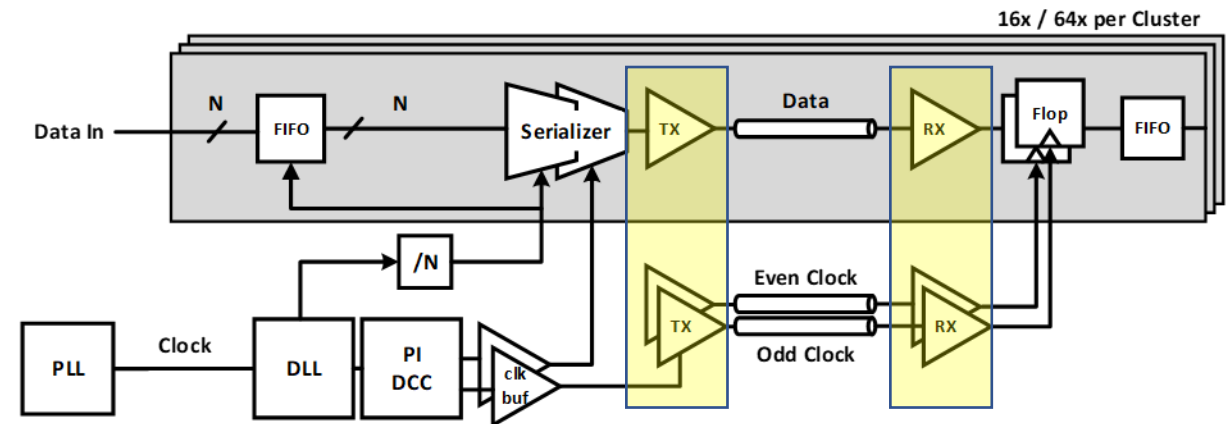 16x / 64x per Cluster
N
N
Data In
FIFO
Serializer
TX
Data
RX
Flop
FIFO
/N
Even Clock
TX
RX
Odd Clock
PLL
Clock
DLL
PI
DCC
clk
buf